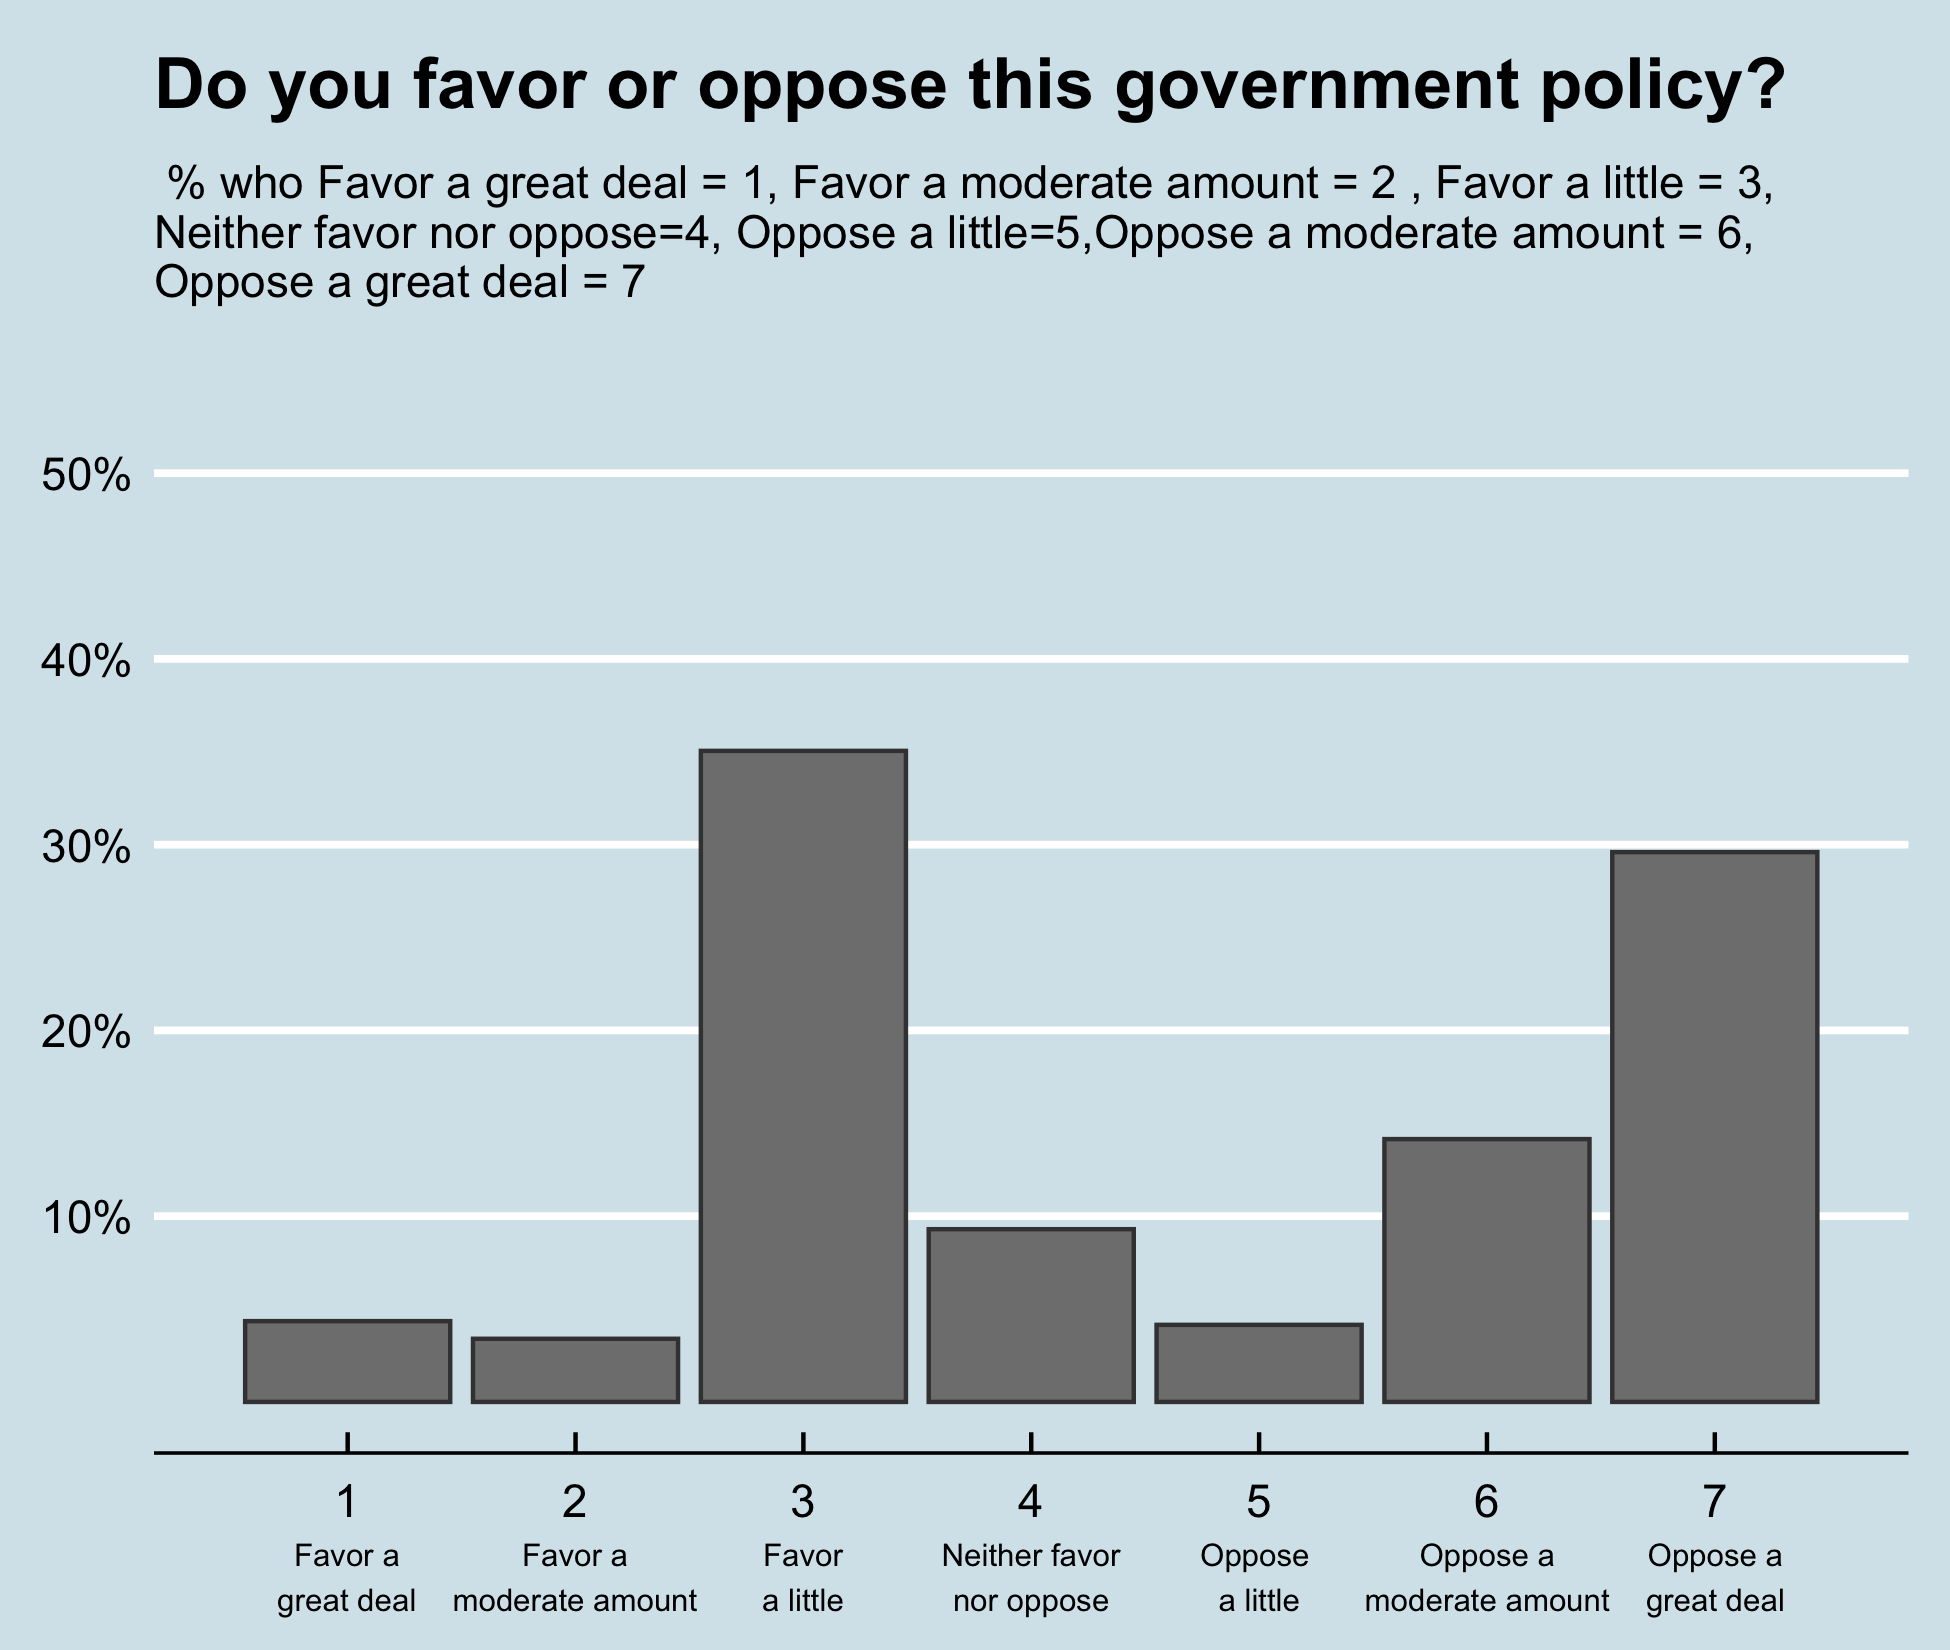 Do you favor or oppose this government policy?
% who Favor a great deal = 1, Favor a moderate amount = 2 , Favor a little = 3,
Neither favor nor oppose=4, Oppose a little=5,Oppose a moderate amount = 6,
Oppose a great deal = 7
50%
40%
30%
20%
10%
1 2 3 4 5 6 7
Favor a Favor a Favor Neither favor Oppose Oppose a Oppose a
great deal moderate amount a little nor oppose a little moderate amount great deal